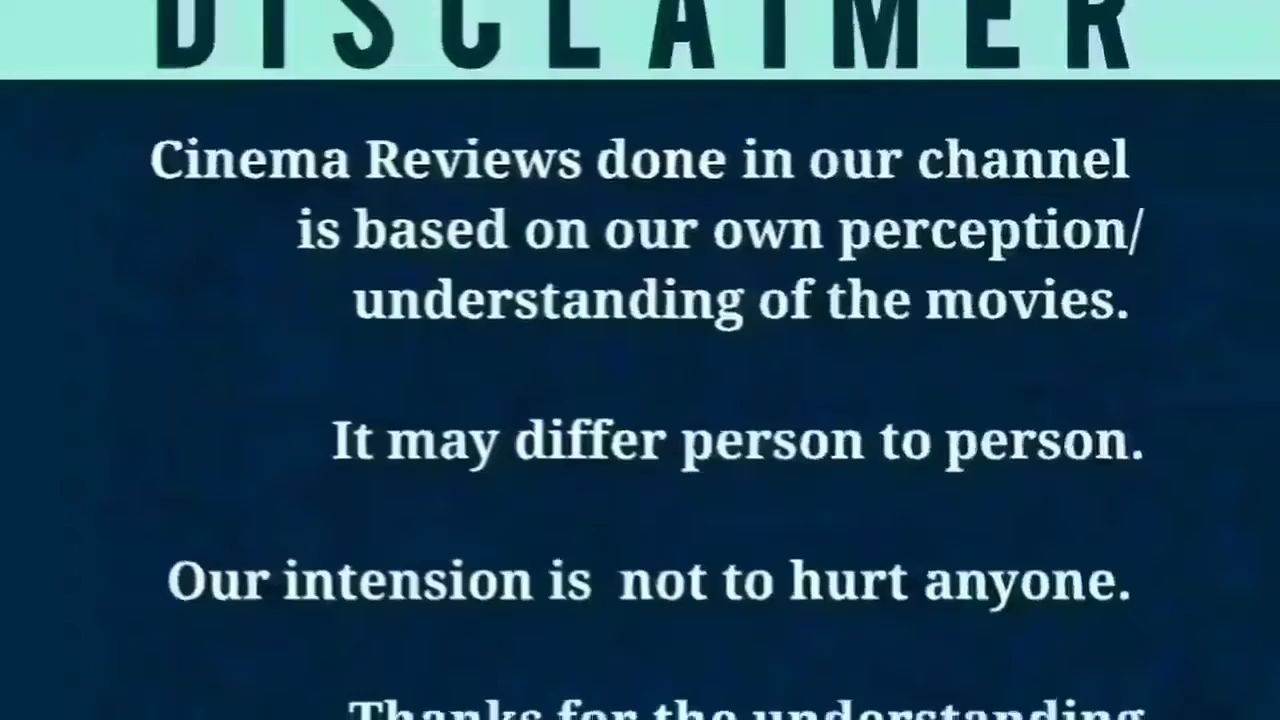 DISCLAIMER
Cinema Reviews done in our channel
is based on our own perception/
understanding of the movies.
It may differ person to person.
Our intension is not to hurt anyone.
Thanks for the understanding